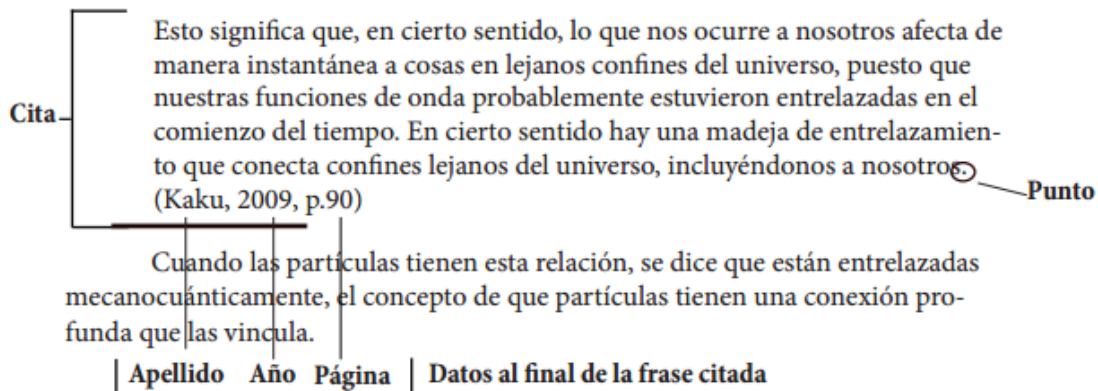 Esto significa que, en cierto sentido, lo que nos ocurre a nosotros afecta de
manera instantánea a cosas en lejanos confines del universo, puesto que
nuestras funciones de onda probablemente estuvieron entrelazadas en el
Cita
comienzo del tiempo. En cierto sentido hay una madeja de entrelazamien-
to que conecta confines lejanos del universo, incluyéndonos a nosotros.
Punto
(Kaku, 2009, p.90)
Cuando las partículas tienen esta relación, se dice que están entrelazadas
mecanocuánticamente, el concepto de que partículas tienen una conexión pro-
funda que las vincula.
Apellido Año Página Datos al final de la frase citada